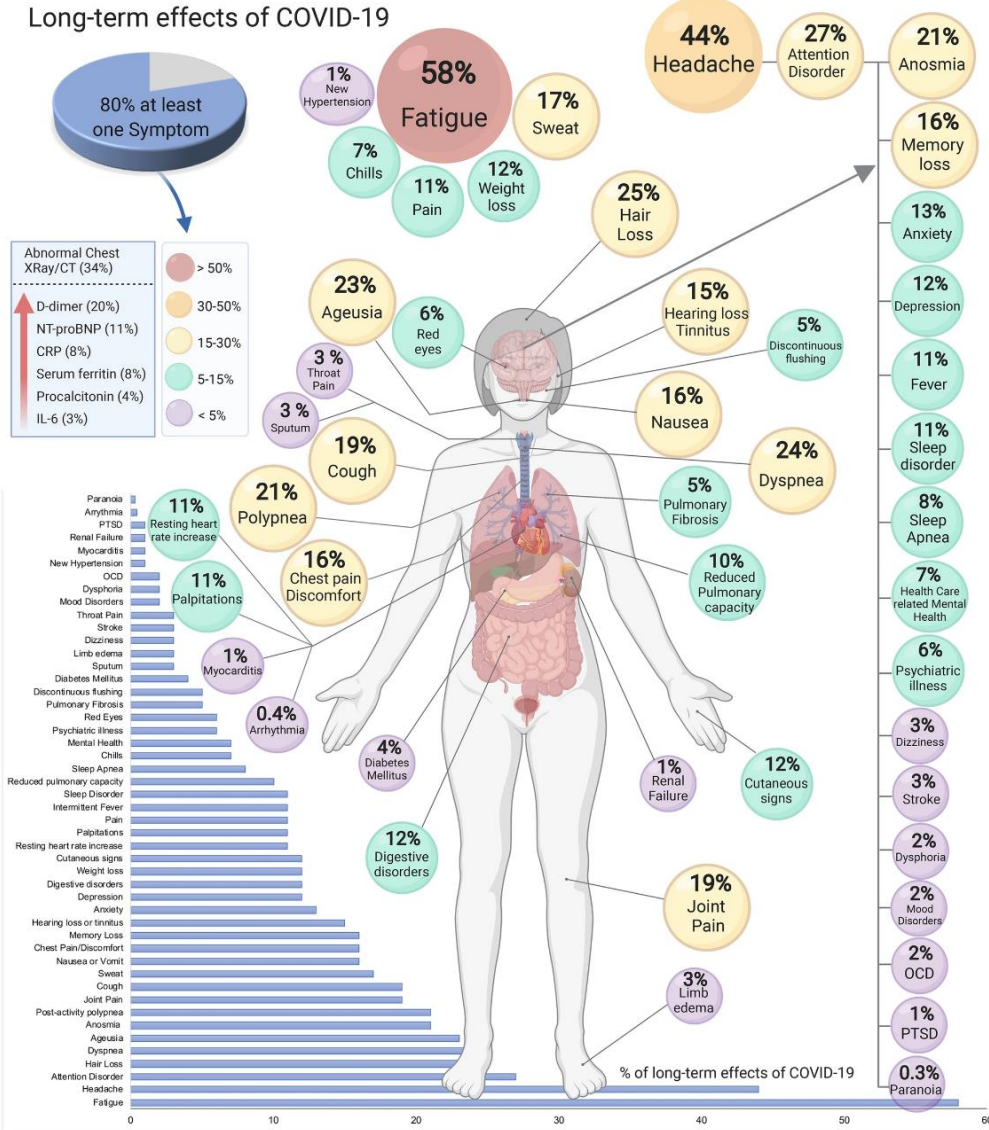 Long-term effects of COVID-19
80% at least
one Symptom
Abnormal Chest
XRay/CT (34%)
D-dimer (20%)
NT-proBNP (11%)
CRP (8%)
Serum ferritin (8%)
Procalcitonin (4%)
IL-6 (3%)
> 50%
30-50%
15-30%
5-15%
< 5%
1%
New
Hypertension
58%
Fatigue
17%
Sweat
7%
Chills
11%
Pain
12%
Weight
loss
44%
Headache
27%
Attention
Disorder
21%
Anosmia
16%
Memory
loss
13%
Anxiety
12%
Depression
11%
Fever
11%
Sleep
disorder
8%
Sleep
Apnea
7%
Health Care
related Mental
Health
6%
Psychiatric
illness
3%
Dizziness
3%
Stroke
2%
Dysphoria
2%
Mood
Disorders
2%
OCD
1%
PTSD
0.3%
Paranoia
25%
Hair
Loss
23%
Ageusia
6%
Red
eyes
15%
Hearing loss
Tinnitus
5%
Discontinuous
flushing
3 %
Throat
Pain
3 %
Sputum
16%
Nausea
19%
Cough
24%
Dyspnea
21%
Polypnea
5%
Pulmonary
Fibrosis
11%
Resting heart
rate increase
16%
Chest pain
Discomfort
10%
Reduced
Pulmonary
capacity
11%
Palpitations
1%
Myocarditis
0.4%
Arrhythmia
4%
Diabetes
Mellitus
1%
Renal
Failure
12%
Cutaneous
signs
12%
Digestive
disorders
19%
Joint
Pain
3%
Limb
edema
Paranoia
Arrythmia
PTSD
Renal Failure
Myocarditis
New Hypertension
OCD
Dysphoria
Mood Disorders
Throat Pain
Stroke
Dizziness
Limb edema
Sputum
Diabetes Mellitus
Discontinuous flushing
Pulmonary Fibrosis
Red Eyes
Psychiatric illness
Mental Health
Chills
Sleep Apnea
Reduced pulmonary capacity
Sleep Disorder
Intermittent Fever
Pain
Palpitations
Resting heart rate increase
Cutaneous signs
Weight loss
Digestive disorders
Depression
Anxiety
Hearing loss or tinnitus
Memory Loss
Chest Pain/Discomfort
Nausea or Vomit
Sweat
Cough
Joint Pain
Post-activity polypnea
Anosmia
Ageusia
Dyspnea
Hair Loss
Attention Disorder
Headache
Fatigue
% of long-term effects of COVID-19
0 10 20 30 40 50 60